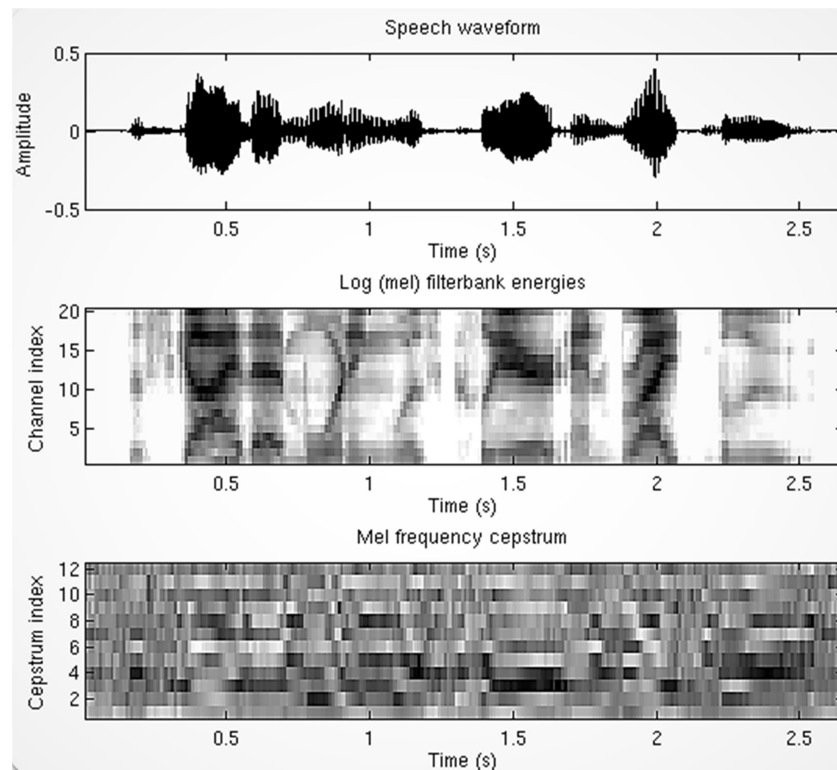 Speech waveform
0.5
0
-0.5
Amplitude
0.5 1 1.5 2 2.5
Time (s)
Log (mel) filterbank energies
20
15
10
5
Channel index
0.5 1 1.5 2 2.5
Time (s)
Mel frequency cepstrum
12
10
8
6
4
2
Cepstrum index
0.5 1 1.5 2 2.5
Time (s)